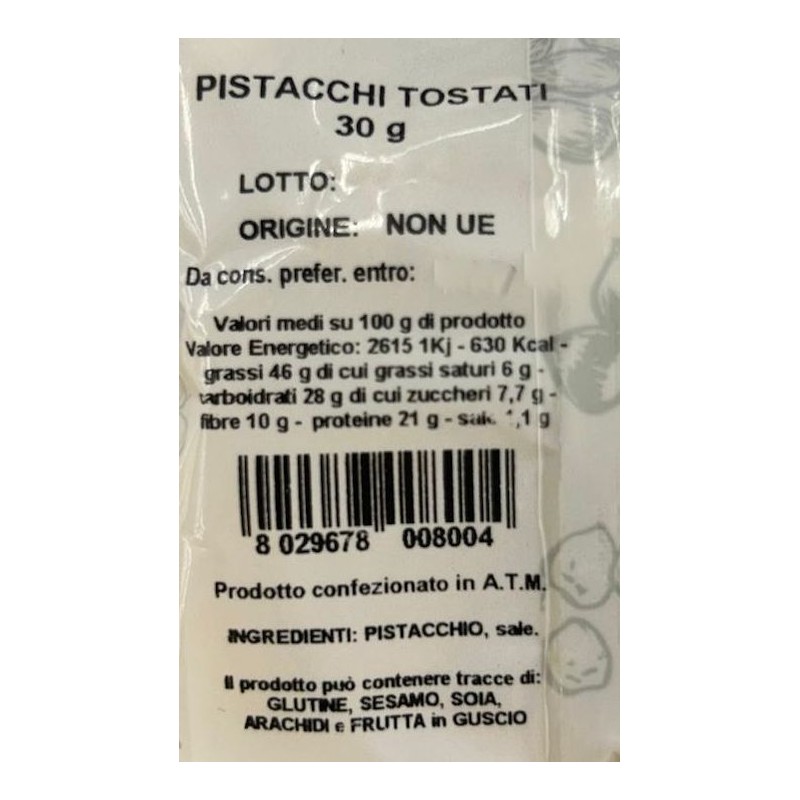 PISTACCHI TOSTATI
30 g
LOTTO:
ORIGINE: NON UE
Da cons. prefer. entro:
Valori medi su 100 g di prodotto
Valore Energetico: 2615 1Kj - 630 Kcal -
grassi 46 g di cui grassi saturi 6 g -
carboidrati 28 g di cui zuccheri 7,7 g -
fibre 10 g - proteine 21 g - sale ,1 g
8 029678 008004
Prodotto confezionato in A.T.M.
INGREDIENTI: PISTACCHIO, sale.
Il prodotto può contenere tracce di:
GLUTINE, SESAMO, SOIA,
ARACHIDI e FRUTTA in GUSCIO